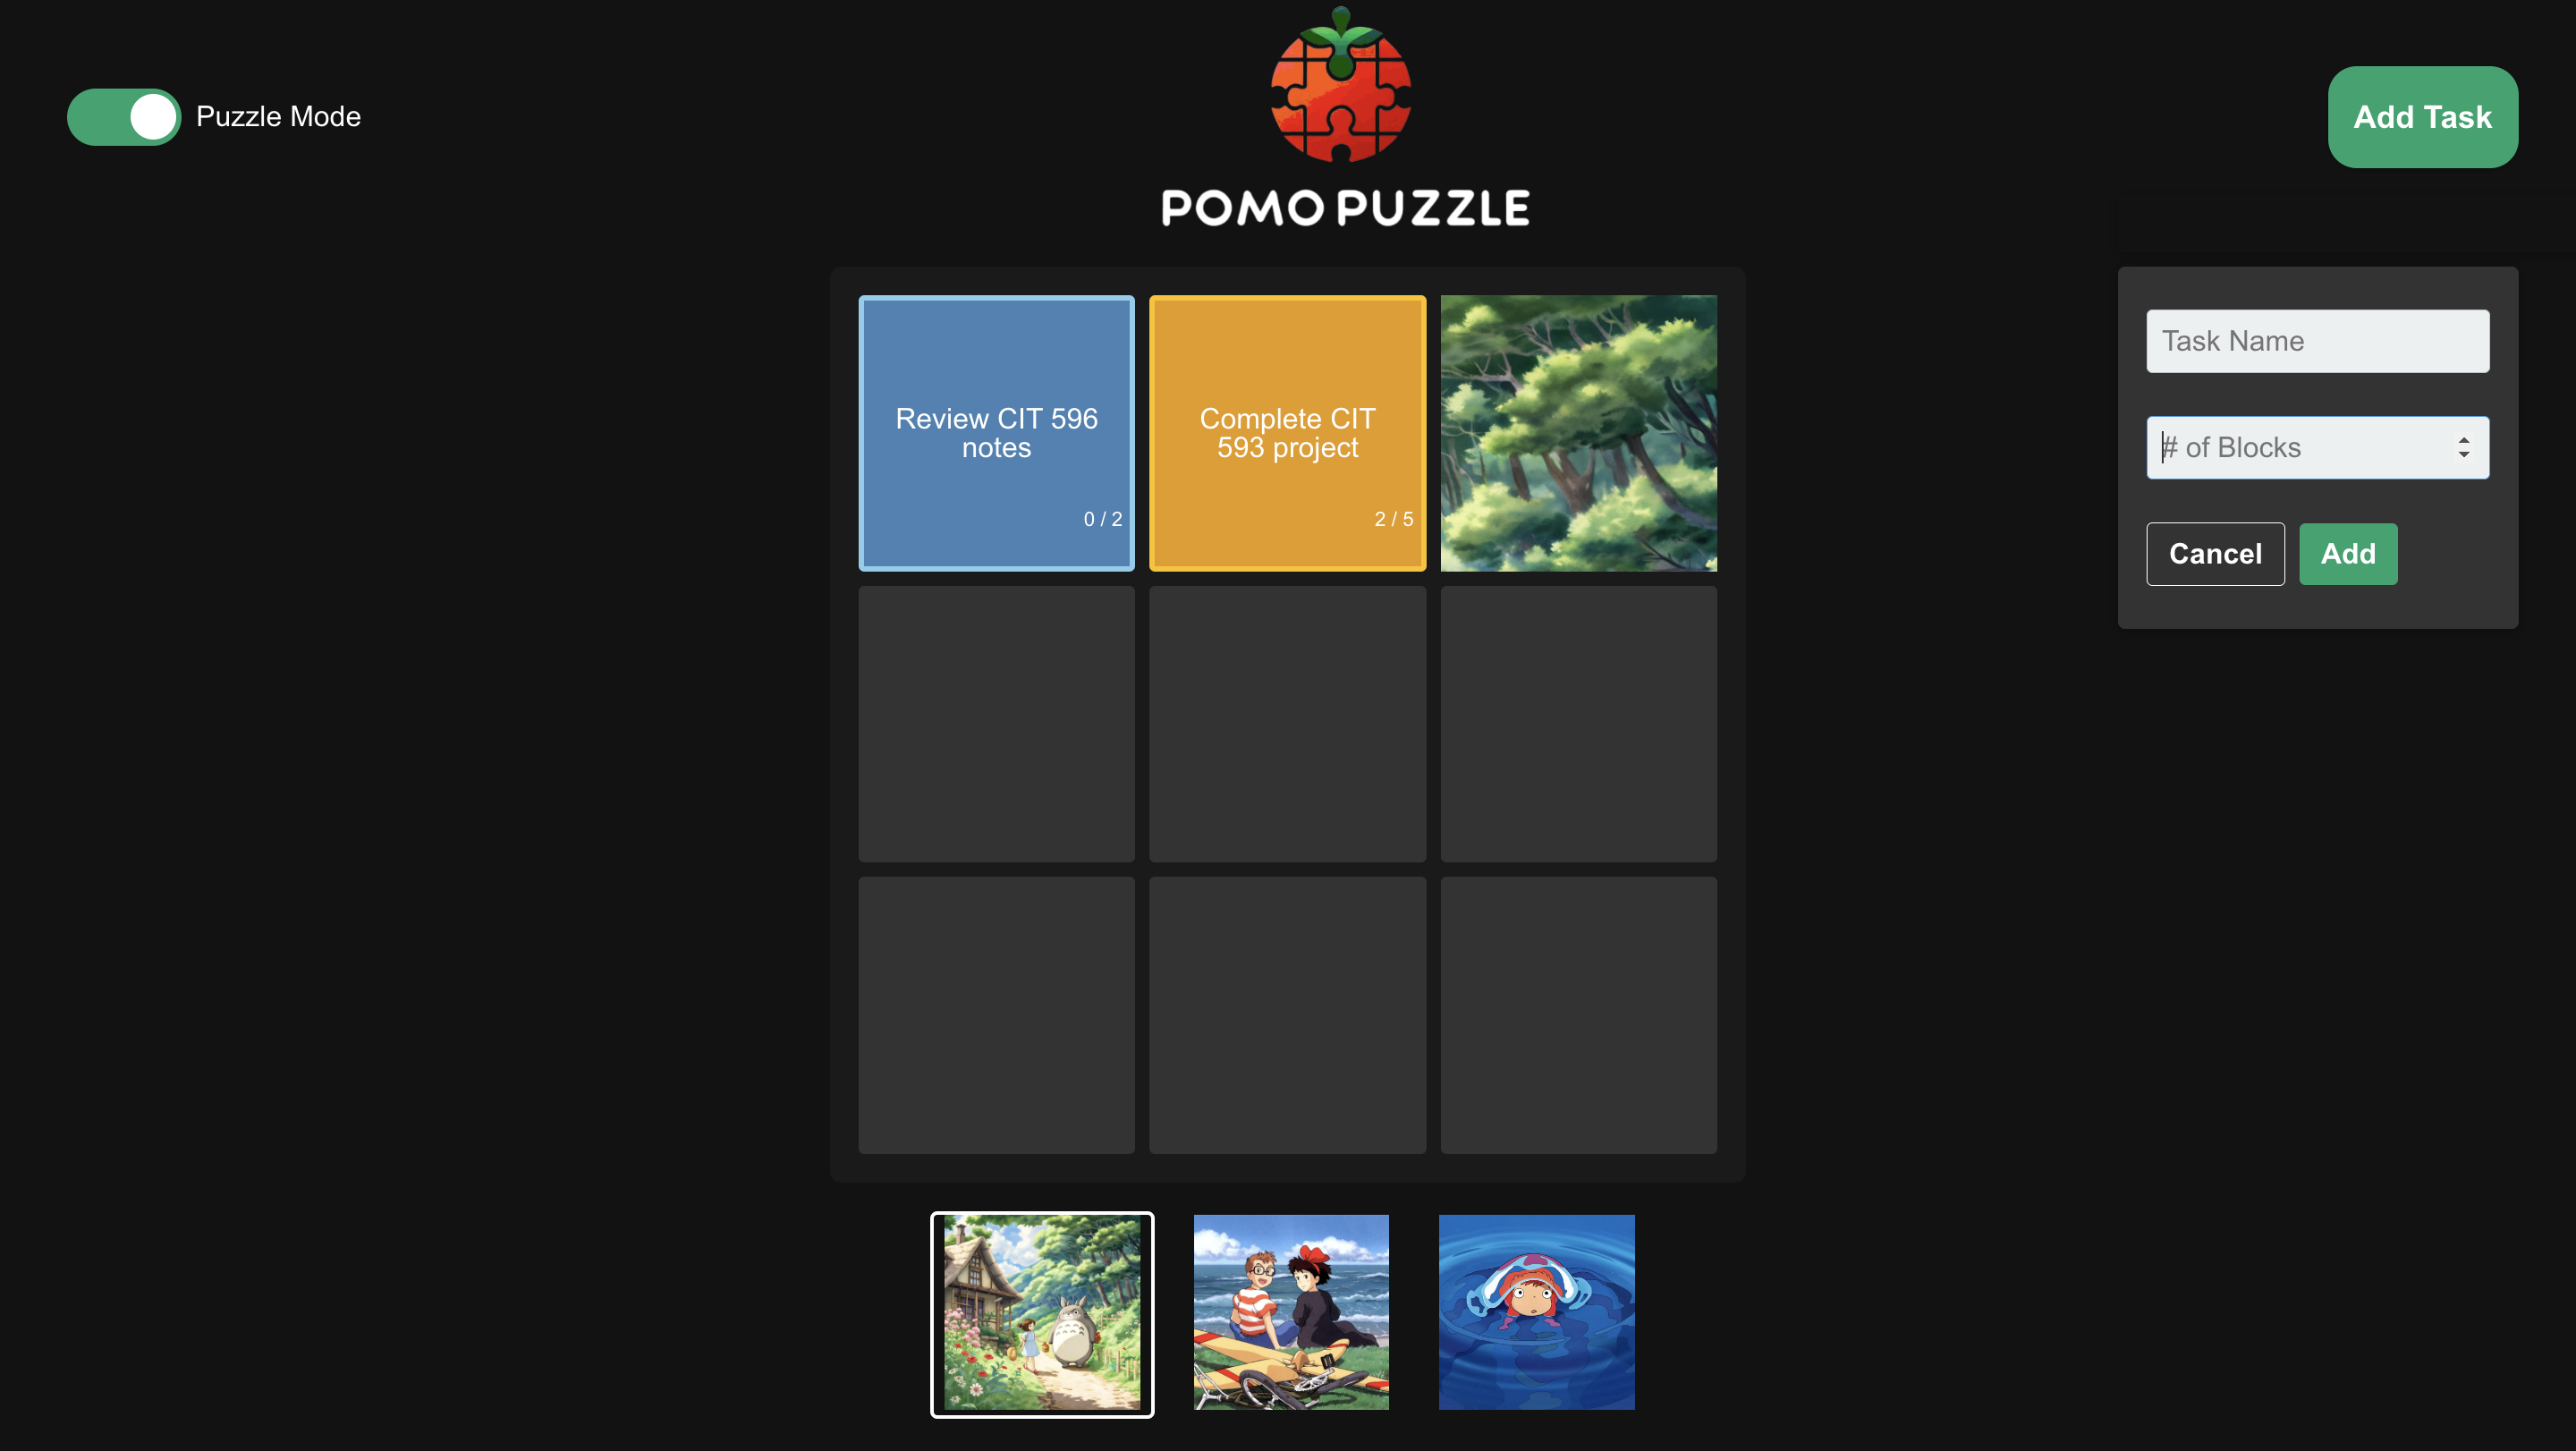 Puzzle Mode
POMO PUZZLE
Add Task
Review CIT 596
notes
0 / 2
Complete CIT
593 project
2 / 5
Task Name
# of Blocks
Cancel
Add